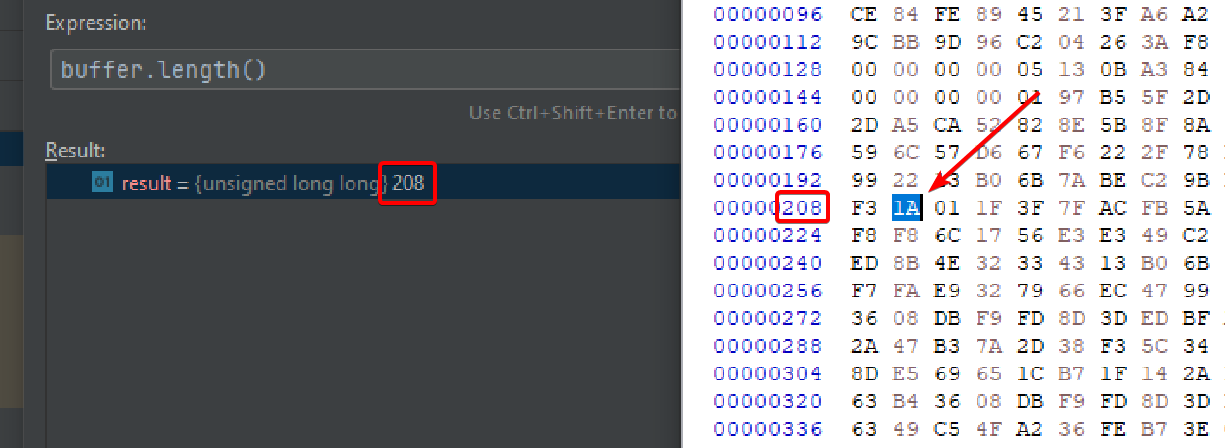 Expression:
buffer.length()
Use Ctrl+Shift+Enter to
Result:
01 result = {unsigned long long} 208
00000096 CE 84 FE 89 45 21 3F A6 A2
00000112 9C BB 9D 96 C2 04 26 3A F8
00000128 00 00 00 00 05 13 0B A3 84
00000144 00 00 00 00 01 97 B5 5F 2D
00000160 2D A5 CA 52 82 8E 5B 8F 8A
00000176 59 6C 57 D6 67 F6 22 2F 78
00000192 99 22 13 B0 6B 7A BE C2 9B
00000208 F3 1A 01 1F 3F 7F AC FB 5A
00000224 F8 F8 6C 17 56 E3 E3 49 C2
00000240 ED 8B 4E 32 33 43 13 B0 6B
00000256 F7 FA E9 32 79 66 EC 47 99
00000272 36 08 DB F9 FD 8D 3D ED BF
00000288 2A 47 B3 7A 2D 38 F3 5C 34
00000304 8D E5 69 65 1C B7 1F 14 2A
00000320 63 B4 36 08 DB F9 FD 8D 3D
00000336 63 49 C5 4F A2 36 FE B7 3E